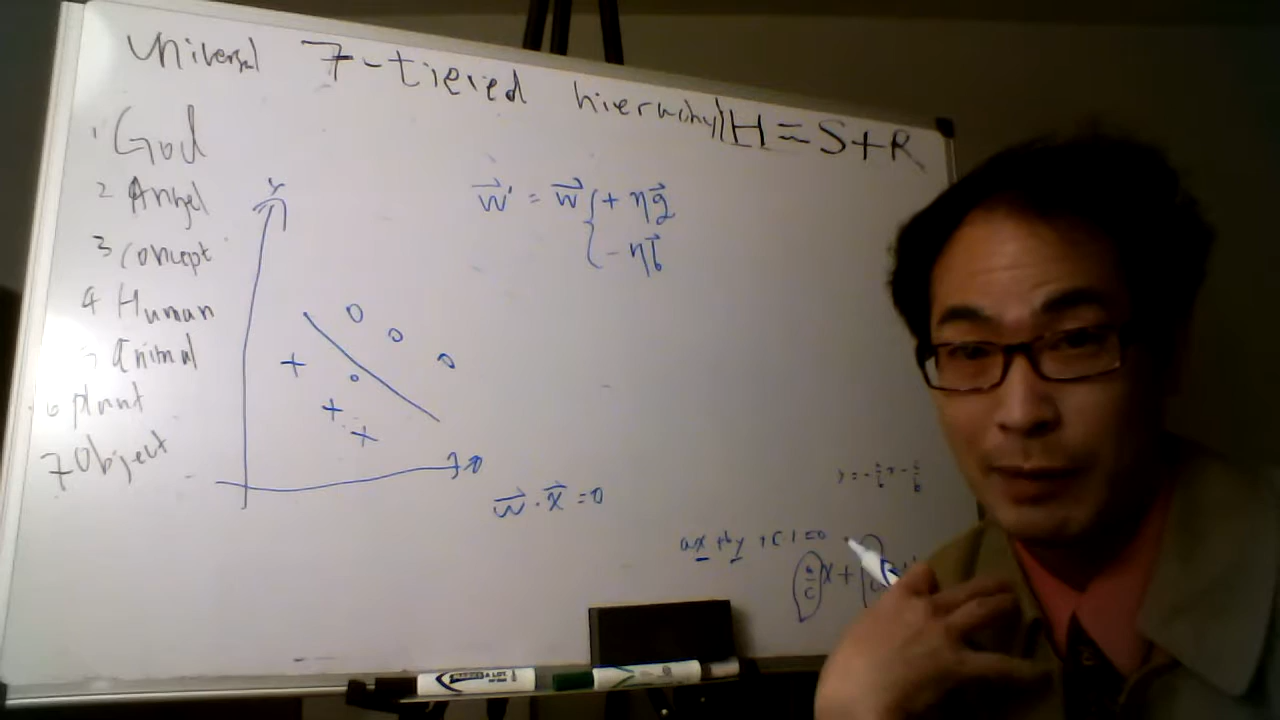 Universal 7-tiered hierarchy H = S + R
1 God
2 Angel
3 Concept
4 Human
Animal
6 plant
7 Object
y
w⃗' = w⃗ { + ηg⃗
- ηb⃗
w⃗ · x⃗ = 0
ax + by + c · 1 = 0